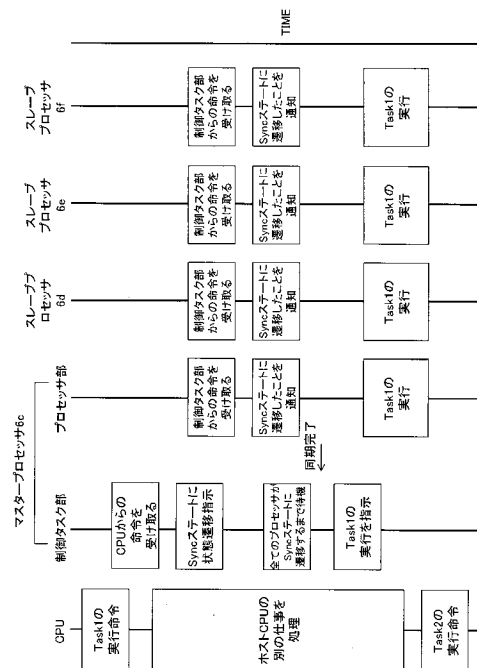 CPU
Task1の
実行命令
ホストCPUの
別の仕事を
処理
Task2の
実行命令
マスタープロセッサ6c
制御タスク部
CPUからの
命令を
受け取る
Syncステートに
状態遷移指示
全てのプロセッサが
Syncステートに
遷移するまで待機
Task1の
実行を指示
同期完了
プロセッサ部
制御タスク部
からの命令を
受け取る
Syncステートに
遷移したことを
通知
Task1の
実行
スレーブプ
ロセッサ
6d
制御タスク部
からの命令を
受け取る
Syncステートに
遷移したことを
通知
Task1の
実行
スレーブ
プロセッサ
6e
制御タスク部
からの命令を
受け取る
Syncステートに
遷移したことを
通知
Task1の
実行
スレーブ
プロセッサ
6f
制御タスク部
からの命令を
受け取る
Syncステートに
遷移したことを
通知
Task1の
実行
TIME